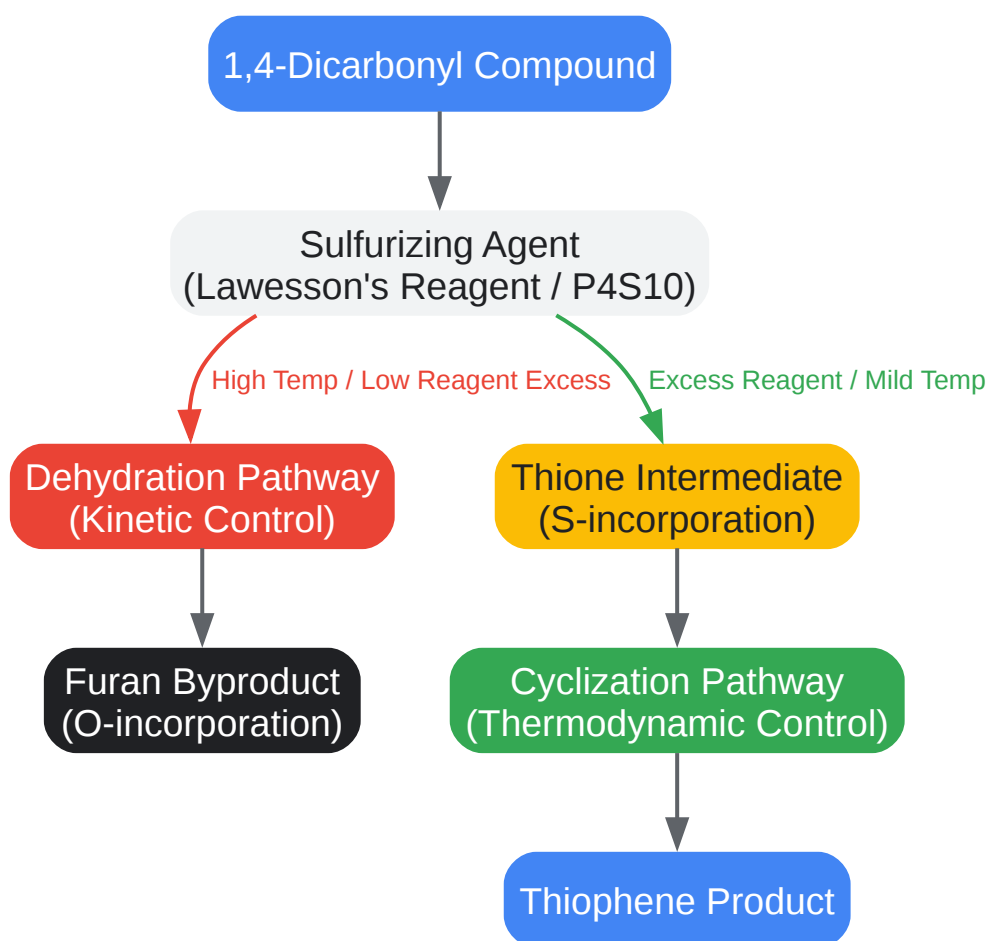 1,4-Dicarbonyl Compound
Sulfurizing Agent
(Lawesson's Reagent / P4S10)
High Temp / Low Reagent Excess
Excess Reagent / Mild Temp
Dehydration Pathway
(Kinetic Control)
Thione Intermediate
(S-incorporation)
Furan Byproduct
(O-incorporation)
Cyclization Pathway
(Thermodynamic Control)
Thiophene Product